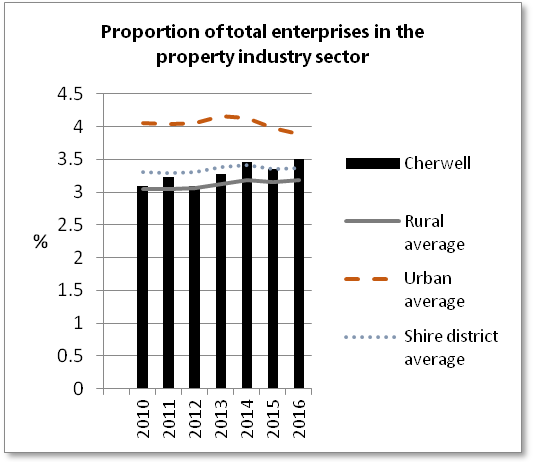 Proportion of total enterprises in the
property industry sector
4.5
4
3.5
3
2.5
2
1.5
1
0.5
0
%
2010
2011
2012
2013
2014
2015
2016
Cherwell
Rural
average
Urban
average
Shire district
average